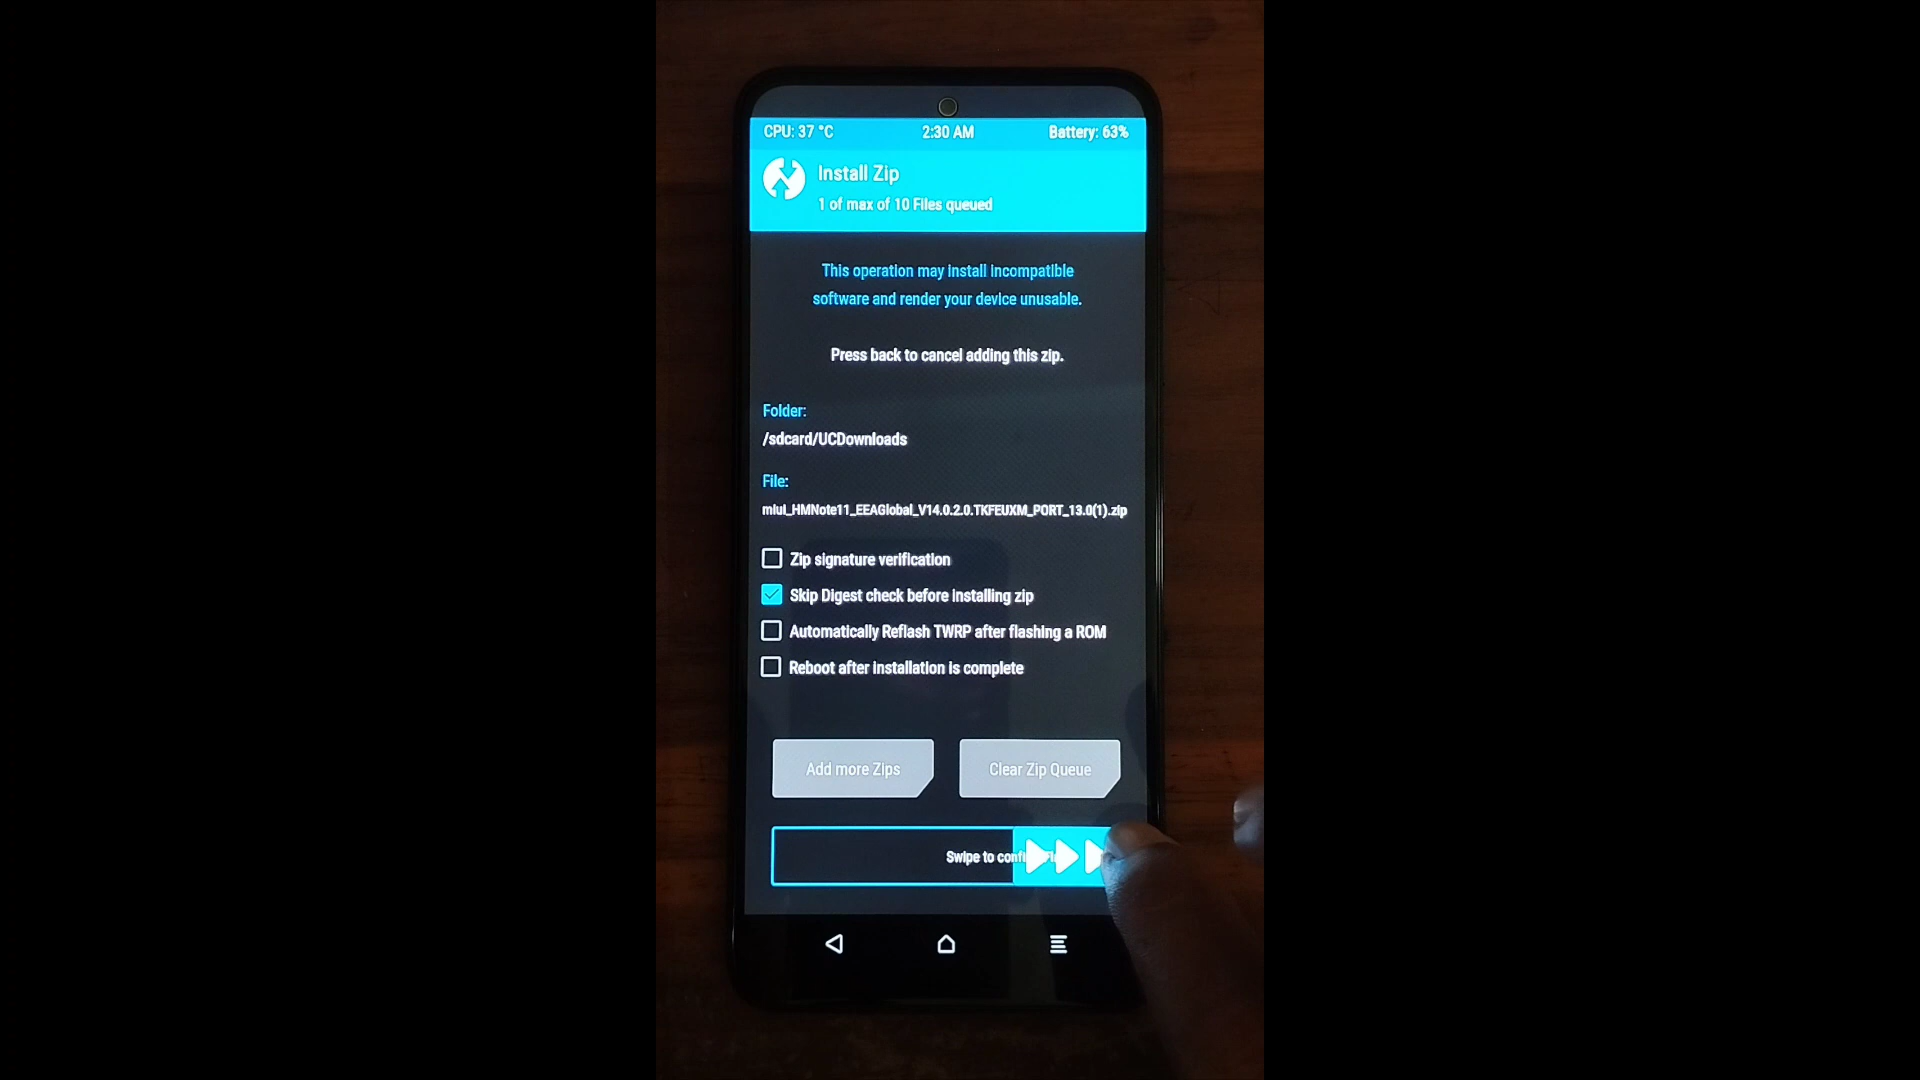 CPU: 37 °C 2:30 AM Battery: 63%
Install Zip
1 of max of 10 Files queued
This operation may install incompatible
software and render your device unusable.
Press back to cancel adding this zip.
Folder:
/sdcard/UCDownloads
File:
miui_HMNote11_EEAGlobal_V14.0.2.0.TKFEUXM_PORT_13.0(1).zip
Zip signature verification
Skip Digest check before installing zip
Automatically Reflash TWRP after flashing a ROM
Reboot after installation is complete
Add more Zips Clear Zip Queue
Swipe to